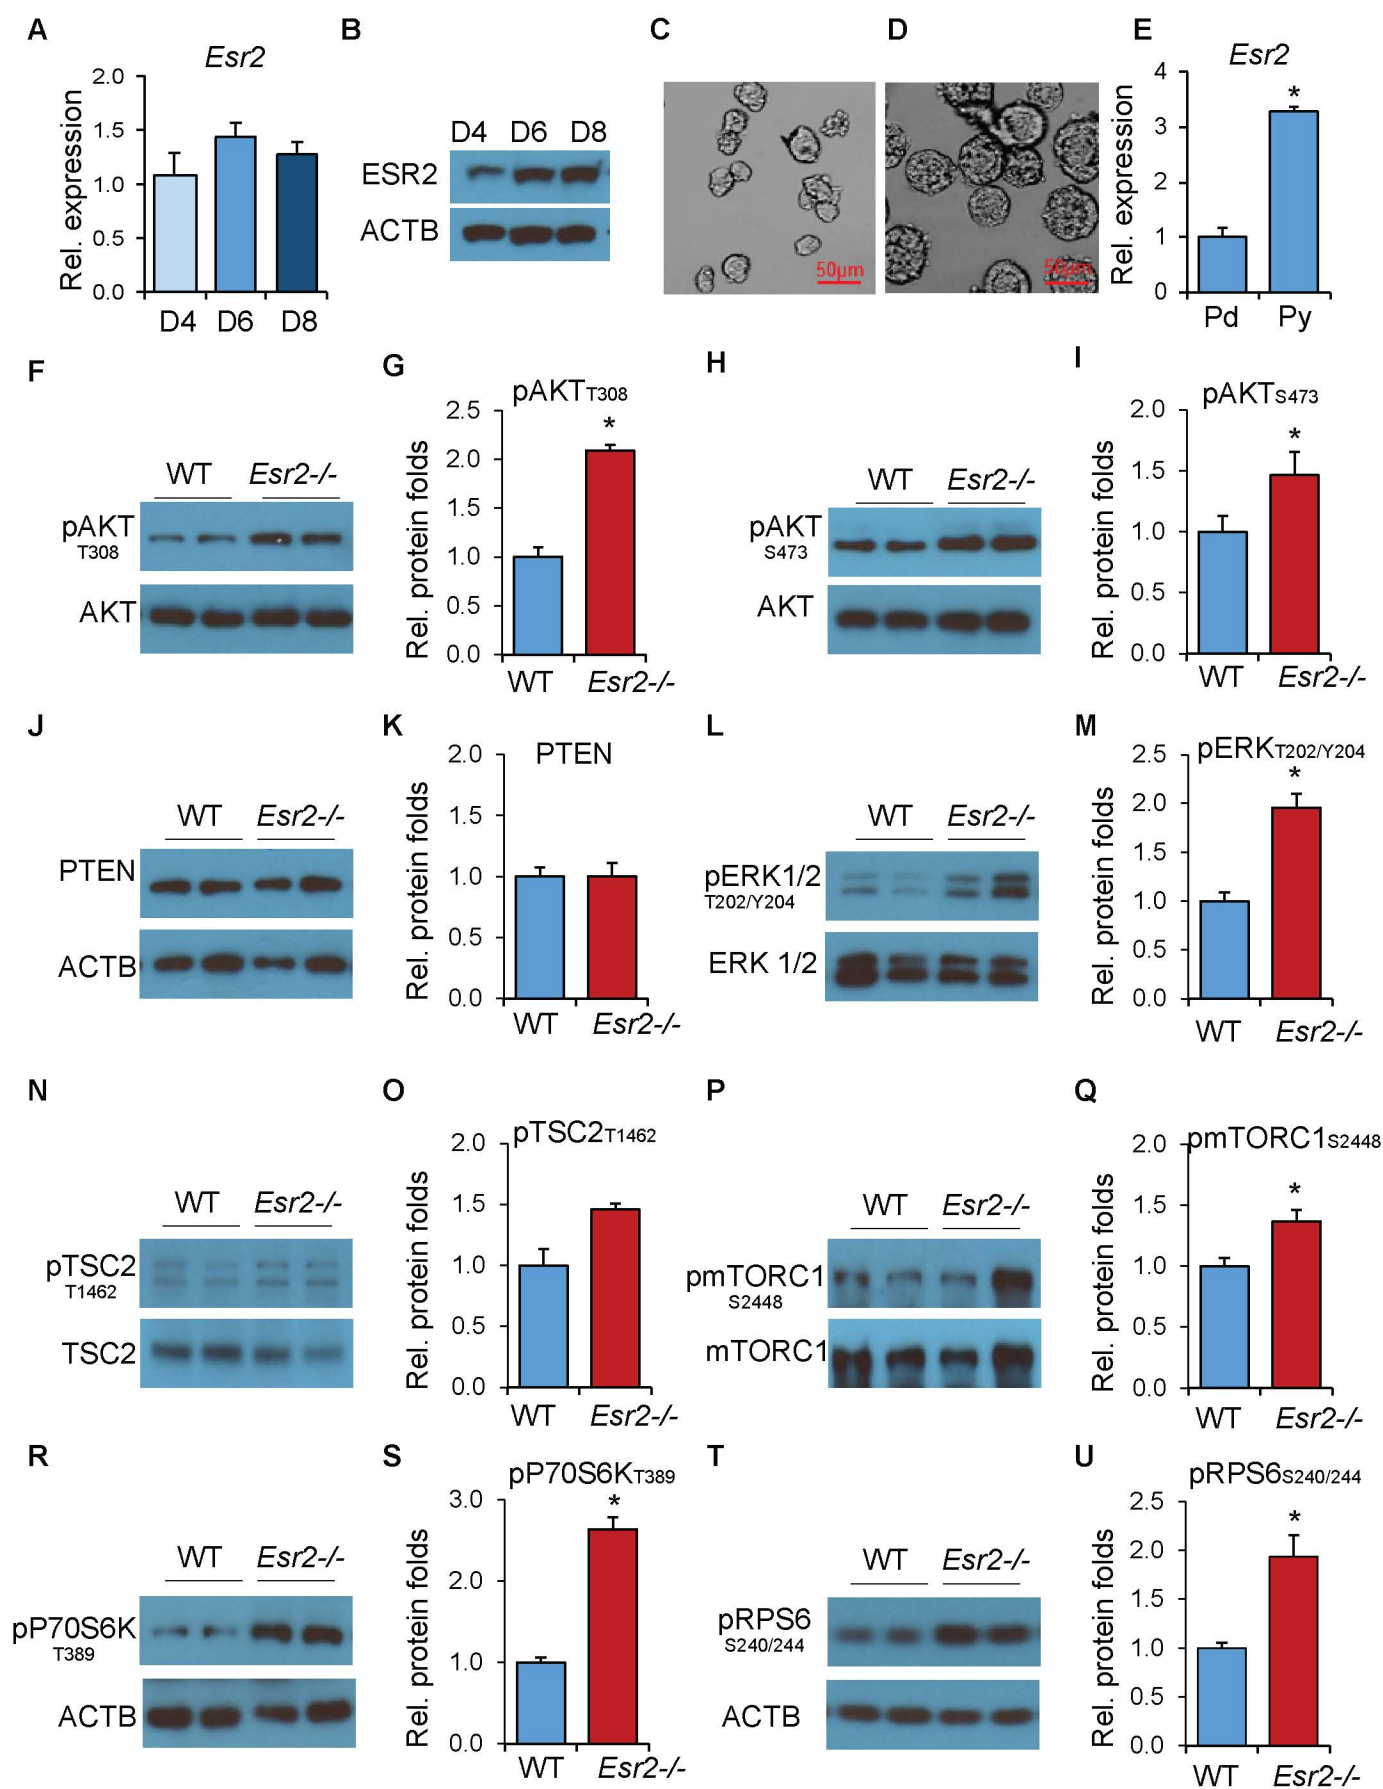 A
Esr2
Rel. expression
2.0
1.5
1.0
0.5
0.0
D4 D6 D8
B
D4 D6 D8
ESR2
ACTB
C
50μm
D
50μm
E
Esr2
Rel. expression
4
3
2
1
0
Pd Py
*
F
WT Esr2-/-
pAKT
T308
AKT
G
pAKTT308
Rel. protein folds
2.5
2.0
1.5
1.0
0.5
0.0
*
WT Esr2-/-
H
WT Esr2-/-
pAKT
S473
AKT
I
pAKTS473
Rel. protein folds
2.0
1.5
1.0
0.5
0.0
*
WT Esr2-/-
J
WT Esr2-/-
PTEN
ACTB
K
PTEN
Rel. protein folds
2.0
1.5
1.0
0.5
0.0
WT Esr2-/-
L
WT Esr2-/-
pERK1/2
T202/Y204
ERK 1/2
M
pERKT202/Y204
Rel. protein folds
2.5
2.0
1.5
1.0
0.5
0.0
*
WT Esr2-/-
N
WT Esr2-/-
pTSC2
T1462
TSC2
O
pTSC2T1462
Rel. protein folds
2.0
1.5
1.0
0.5
0.0
WT Esr2-/-
P
WT Esr2-/-
pmTORC1
S2448
mTORC1
Q
pmTORC1S2448
Rel. protein folds
2.0
1.5
1.0
0.5
0.0
*
WT Esr2-/-
R
WT Esr2-/-
pP70S6K
T389
ACTB
S
pP70S6KT389
Rel. protein folds
3.0
2.0
1.0
0.0
*
WT Esr2-/-
T
WT Esr2-/-
pRPS6
S240/244
ACTB
U
pRPS6S240/244
Rel. protein folds
2.5
2.0
1.5
1.0
0.5
0.0
*
WT Esr2-/-